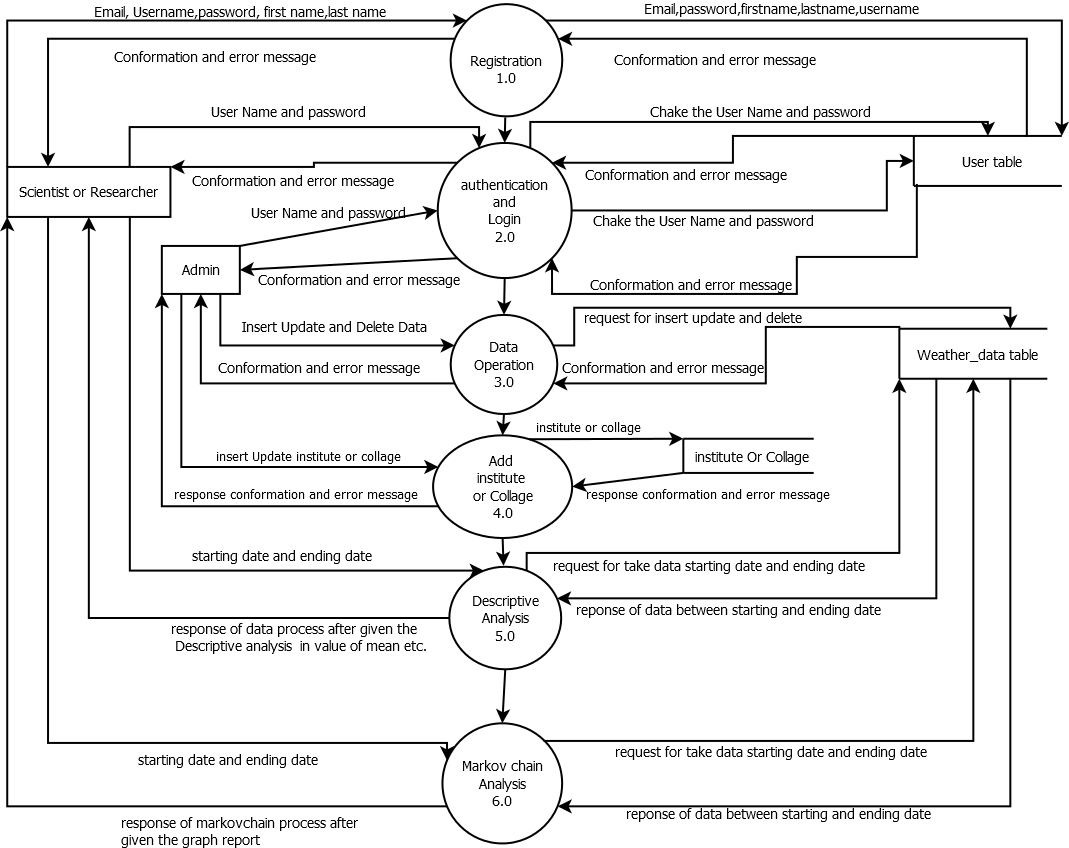 Email, Username,password, first name,last name
Email,password,firstname,lastname,username
Registration
1.0
Conformation and error message
Conformation and error message
User Name and password
Chake the User Name and password
Scientist or Researcher
Conformation and error message
authentication
and
Login
2.0
Conformation and error message
User table
User Name and password
Chake the User Name and password
Admin
Conformation and error message
Conformation and error message
Insert Update and Delete Data
request for insert update and delete
Data
Operation
3.0
Conformation and error message
Conformation and error message
Weather_data table
institute or collage
insert Update institute or collage
Add
institute
or Collage
4.0
institute Or Collage
response conformation and error message
response conformation and error message
starting date and ending date
request for take data starting date and ending date
Descriptive
Analysis
5.0
reponse of data between starting and ending date
response of data process after given the
Descriptive analysis in value of mean etc.
starting date and ending date
request for take data starting date and ending date
Markov chain
Analysis
6.0
reponse of data between starting and ending date
response of markovchain process after
given the graph report